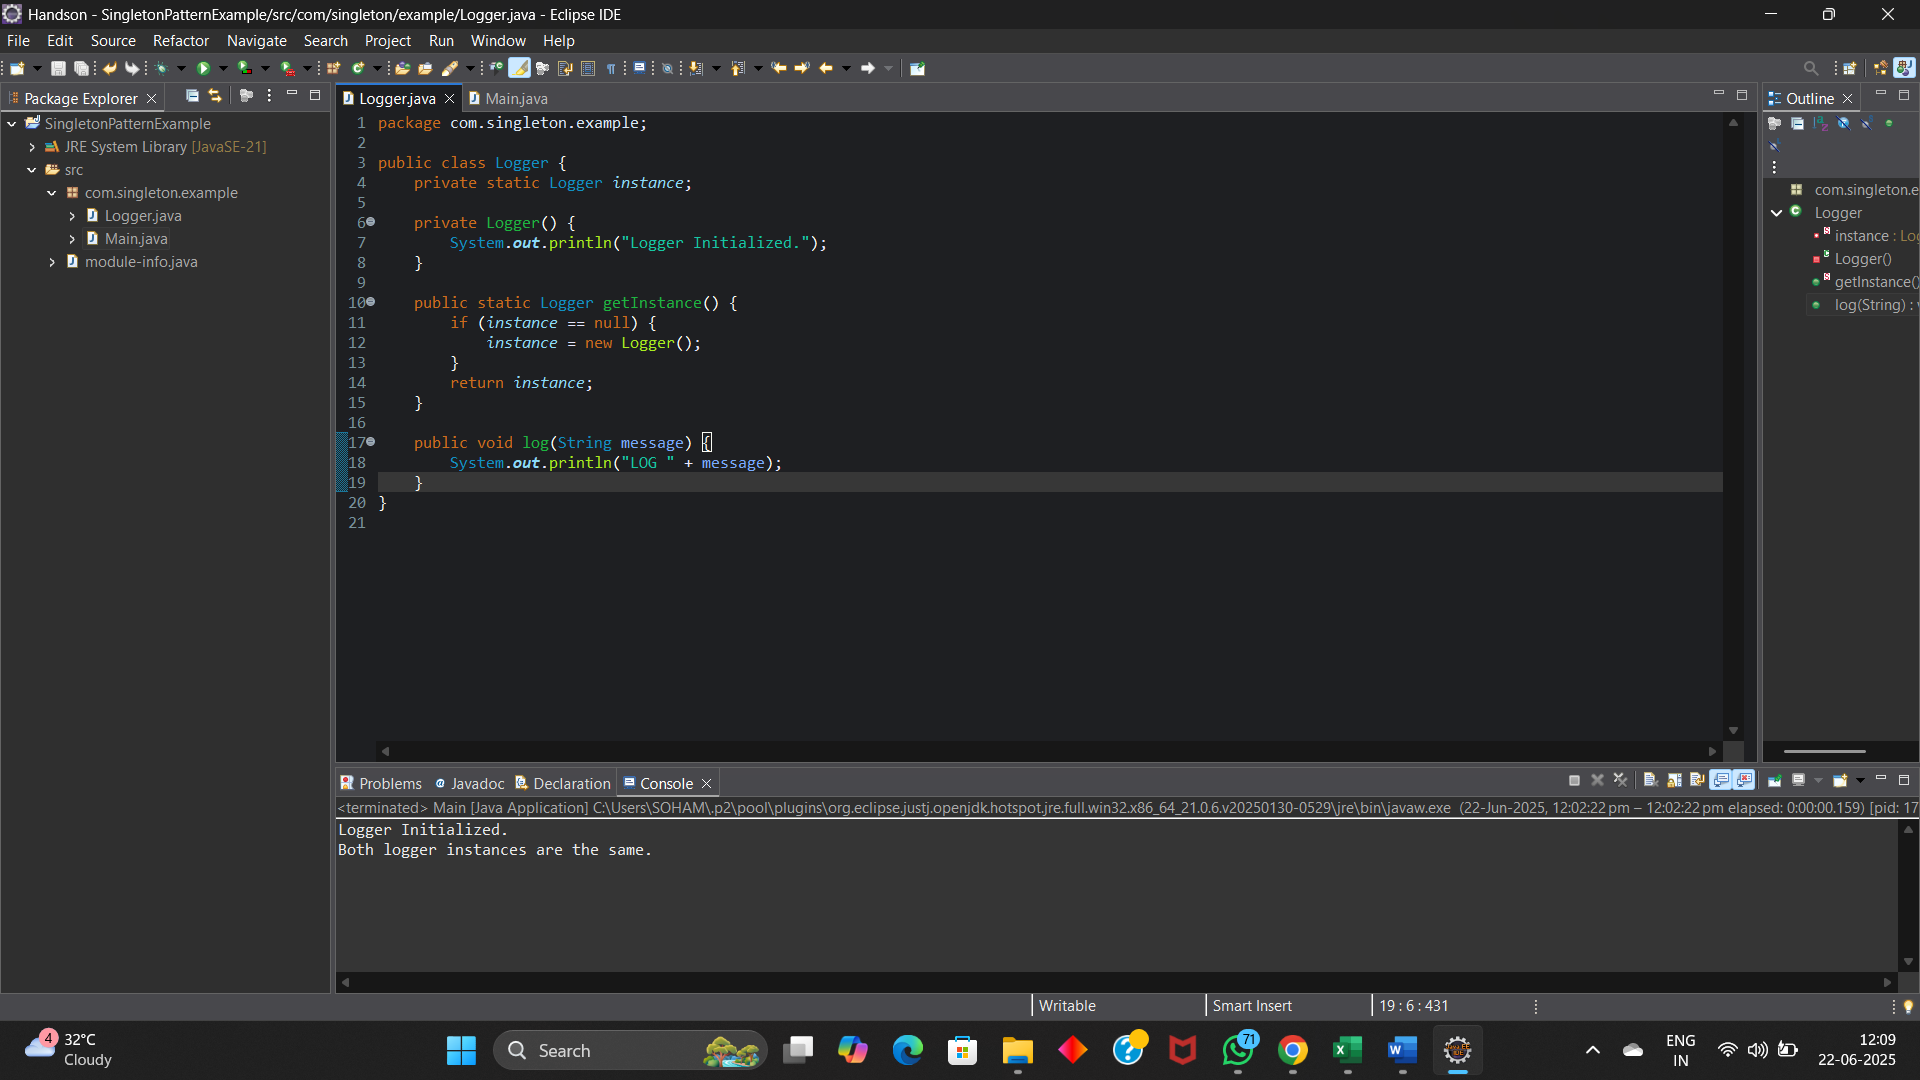 Handson - SingletonPatternExample/src/com/singleton/example/Logger.java - Eclipse IDE
File Edit Source Refactor Navigate Search Project Run Window Help
Package Explorer
SingletonPatternExample
JRE System Library [JavaSE-21]
src
com.singleton.example
Logger.java
Main.java
module-info.java
Logger.java Main.java
1 package com.singleton.example;
2
3 public class Logger {
4     private static Logger instance;
5
6     private Logger() {
7         System.out.println("Logger Initialized.");
8     }
9
10     public static Logger getInstance() {
11         if (instance == null) {
12             instance = new Logger();
13         }
14         return instance;
15     }
16
17     public void log(String message) {
18         System.out.println("LOG " + message);
19     }
20 }
21
Outline
com.singleton.e
Logger
instance : Log
Logger()
getInstance()
log(String) : v
Problems Javadoc Declaration Console
<terminated> Main [Java Application] C:\Users\SOHAM\.p2\pool\plugins\org.eclipse.justj.openjdk.hotspot.jre.full.win32.x86_64_21.0.6.v20250130-0529\jre\bin\javaw.exe (22-Jun-2025, 12:02:22 pm – 12:02:22 pm elapsed: 0:00:00.159) [pid: 17
Logger Initialized.
Both logger instances are the same.
Writable Smart Insert 19 : 6 : 431
4
32°C
Cloudy
Search
71
ENG
IN
12:09
22-06-2025